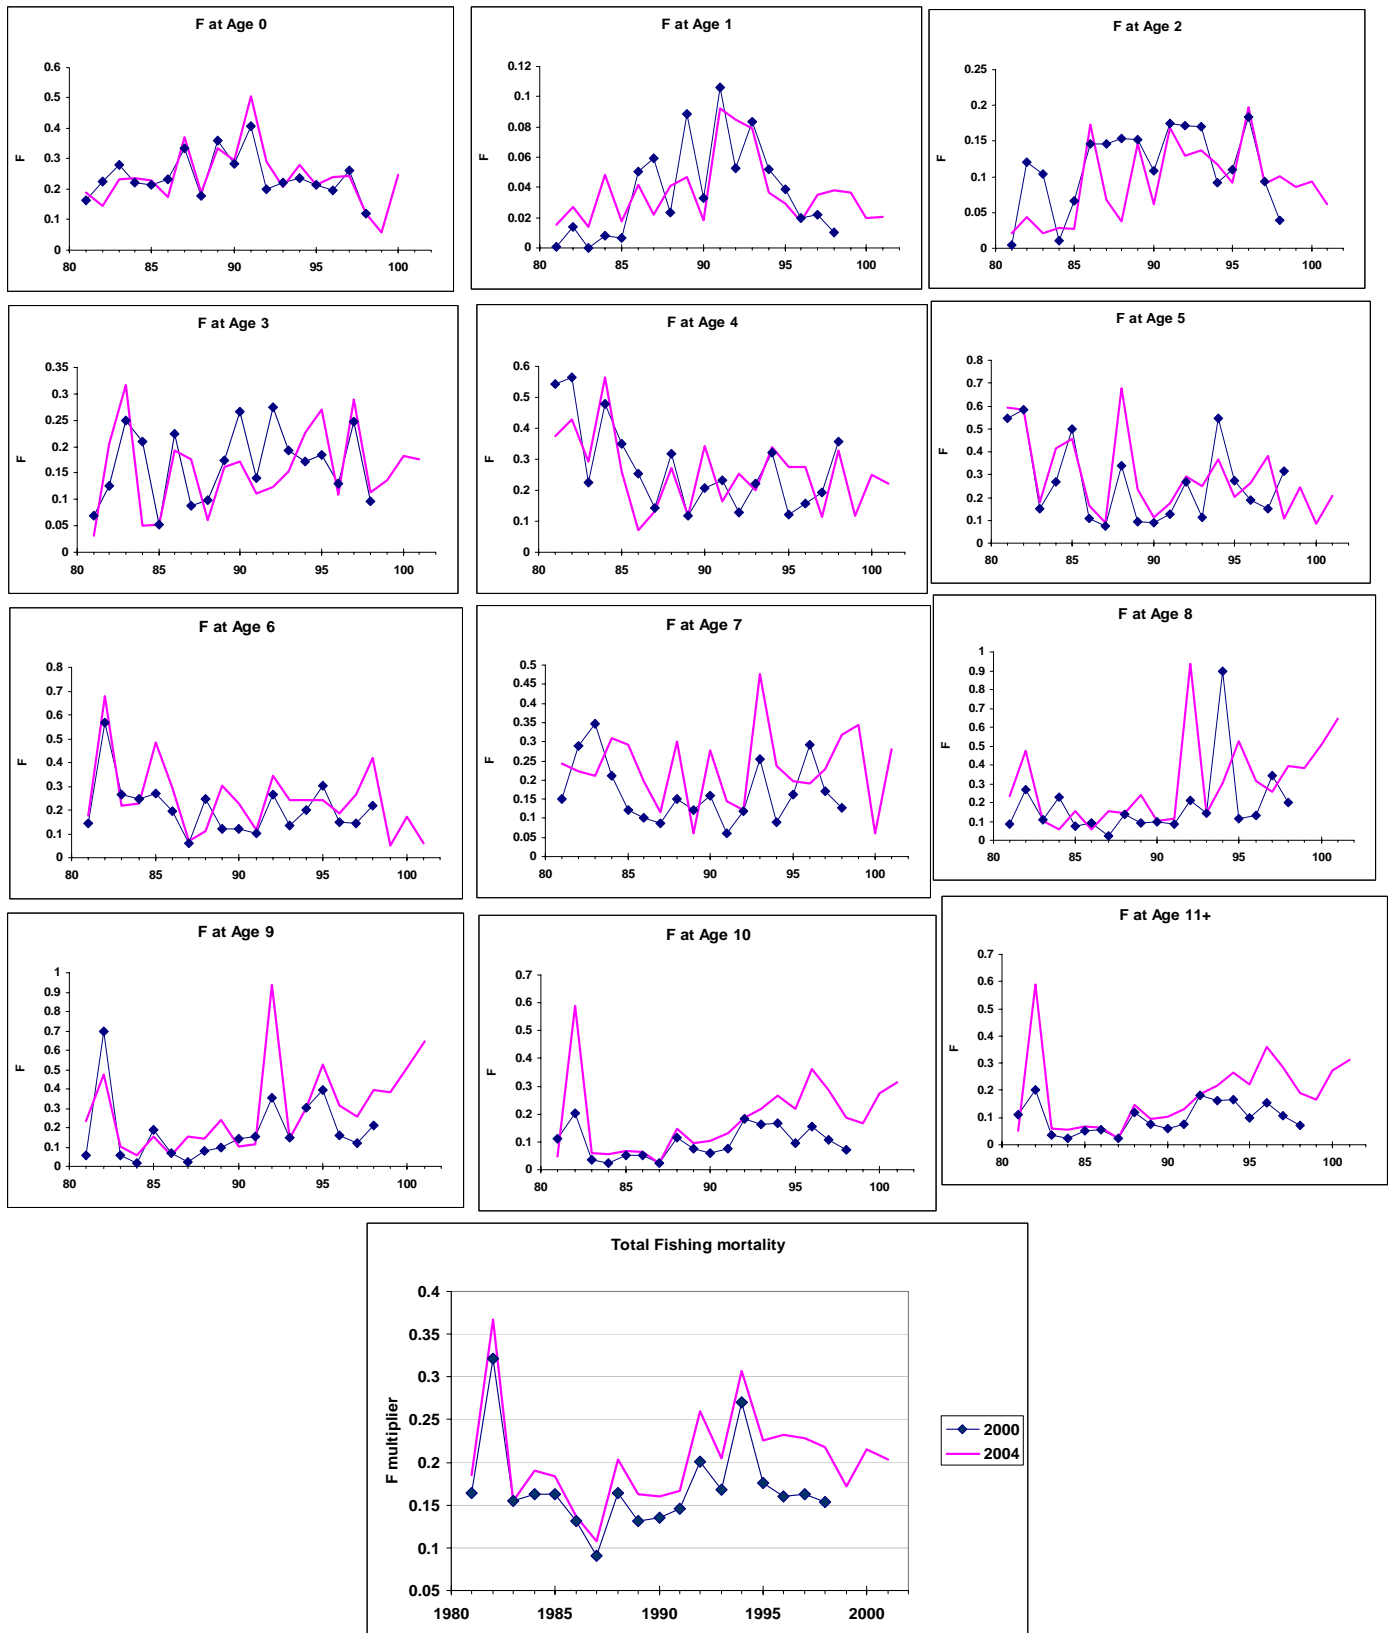 F at Age 0
F
0.6
0.5
0.4
0.3
0.2
0.1
0
80 85 90 95 100
F at Age 1
F
0.12
0.1
0.08
0.06
0.04
0.02
0
80 85 90 95 100
F at Age 2
F
0.25
0.2
0.15
0.1
0.05
0
80 85 90 95 100
F at Age 3
F
0.35
0.3
0.25
0.2
0.15
0.1
0.05
0
80 85 90 95 100
F at Age 4
F
0.6
0.5
0.4
0.3
0.2
0.1
0
80 85 90 95 100
F at Age 5
F
0.8
0.7
0.6
0.5
0.4
0.3
0.2
0.1
0
80 85 90 95 100
F at Age 6
F
0.8
0.7
0.6
0.5
0.4
0.3
0.2
0.1
0
80 85 90 95 100
F at Age 7
F
0.5
0.45
0.4
0.35
0.3
0.25
0.2
0.15
0.1
0.05
0
80 85 90 95 100
F at Age 8
F
1
0.9
0.8
0.7
0.6
0.5
0.4
0.3
0.2
0.1
0
80 85 90 95 100
F at Age 9
F
1
0.9
0.8
0.7
0.6
0.5
0.4
0.3
0.2
0.1
0
80 85 90 95 100
F at Age 10
F
0.7
0.6
0.5
0.4
0.3
0.2
0.1
0
80 85 90 95 100
F at Age 11+
F
0.7
0.6
0.5
0.4
0.3
0.2
0.1
0
80 85 90 95 100
Total Fishing mortality
F multiplier
0.4
0.35
0.3
0.25
0.2
0.15
0.1
0.05
1980 1985 1990 1995 2000
2000
2004